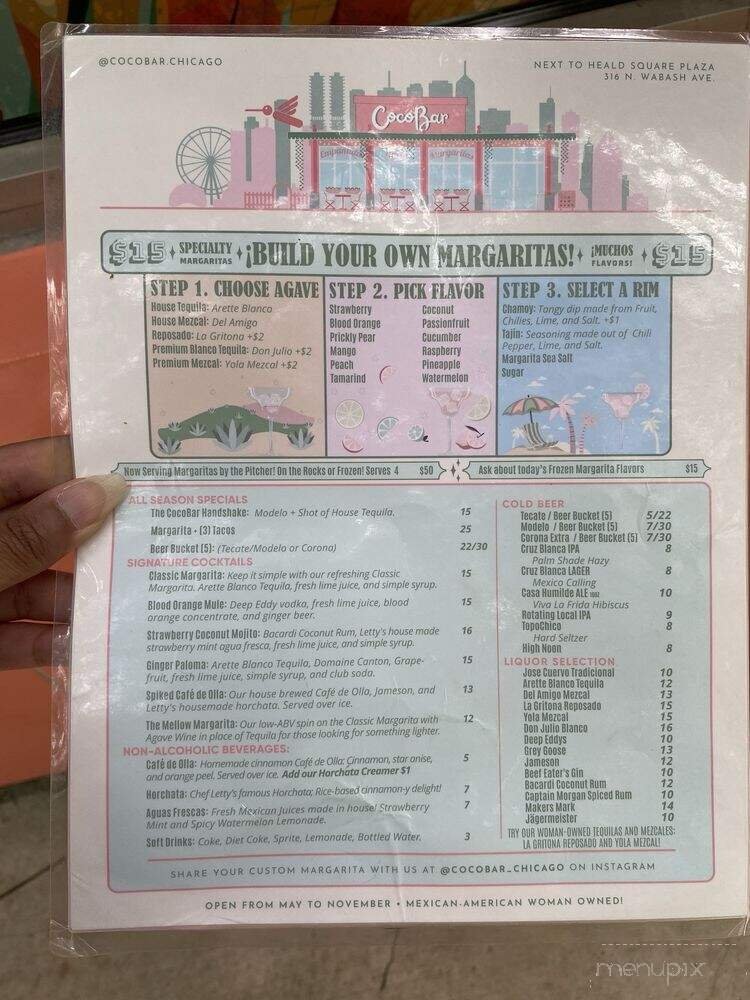 @COCOBAR.CHICAGO
NEXT TO HEALD SQUARE PLAZA
316 N. WABASH AVE.
CocoBar
Empanadas
Margaritas
$15 SPECIALTY MARGARITAS ¡BUILD YOUR OWN MARGARITAS! ¡MUCHOS FLAVORS! $15
STEP 1. CHOOSE AGAVE
House Tequila: Arette Blanco
House Mezcal: Del Amigo
Reposado: La Gritona +$2
Premium Blanco Tequila: Don Julio +$2
Premium Mezcal: Yola Mezcal +$2
STEP 2. PICK FLAVOR
Strawberry
Blood Orange
Prickly Pear
Mango
Peach
Tamarind
Coconut
Passionfruit
Cucumber
Raspberry
Pineapple
Watermelon
STEP 3. SELECT A RIM
Chamoy: Tangy dip made from Fruit,
Chilies, Lime, and Salt. +$1
Tajin: Seasoning made out of Chili
Pepper, Lime, and Salt.
Margarita Sea Salt
Sugar
Now Serving Margaritas by the Pitcher! On the Rocks or Frozen! Serves 4 $50
Ask about today's Frozen Margarita Flavors $15
ALL SEASON SPECIALS
The CocoBar Handshake: Modelo + Shot of House Tequila. 15
Margarita + (3) Tacos 25
Beer Bucket (5): (Tecate/Modelo or Corona) 22/30
SIGNATURE COCKTAILS
Classic Margarita: Keep it simple with our refreshing Classic 15
Margarita. Arette Blanco Tequila, fresh lime juice, and simple syrup.
Blood Orange Mule: Deep Eddy vodka, fresh lime juice, blood 15
orange concentrate, and ginger beer.
Strawberry Coconut Mojito: Bacardi Coconut Rum, Letty's house made 16
strawberry mint agua fresca, fresh lime juice, and simple syrup.
Ginger Paloma: Arette Blanco Tequila, Domaine Canton, Grape- 15
fruit, fresh lime juice, simple syrup, and club soda.
Spiked Café de Olla: Our house brewed Café de Olla, Jameson, and 13
Letty's housemade horchata. Served over ice.
The Mellow Margarita: Our low-ABV spin on the Classic Margarita with 12
Agave Wine in place of Tequila for those looking for something lighter.
NON-ALCOHOLIC BEVERAGES:
Café de Olla: Homemade cinnamon Café de Olla: Cinnamon, star anise, 5
and orange peel. Served over ice. Add our Horchata Creamer $1
Horchata: Chef Letty's famous Horchata; Rice-based cinnamon-y delight! 7
Aguas Frescas: Fresh Mexican Juices made in house! Strawberry 7
Mint and Spicy Watermelon Lemonade.
Soft Drinks: Coke, Diet Coke, Sprite, Lemonade, Bottled Water. 3
COLD BEER
Tecate / Beer Bucket (5) 5/22
Modelo / Beer Bucket (5) 7/30
Corona Extra / Beer Bucket (5) 7/30
Cruz Blanca IPA 8
Palm Shade Hazy
Cruz Blanca LAGER 8
Mexico Calling
Casa Humilde ALE 16oz 10
Viva La Frida Hibiscus
Rotating Local IPA 9
TopoChico 8
Hard Seltzer
High Noon 8
LIQUOR SELECTION
Jose Cuervo Tradicional 10
Arette Blanco Tequila 12
Del Amigo Mezcal 13
La Gritona Reposado 15
Yola Mezcal 15
Don Julio Blanco 16
Deep Eddys 10
Grey Goose 13
Jameson 12
Beef Eater's Gin 10
Bacardi Coconut Rum 12
Captain Morgan Spiced Rum 10
Makers Mark 14
Jägermeister 10
TRY OUR WOMAN-OWNED TEQUILAS AND MEZCALES:
LA GRITONA REPOSADO AND YOLA MEZCAL!
SHARE YOUR CUSTOM MARGARITA WITH US AT @COCOBAR_CHICAGO ON INSTAGRAM
OPEN FROM MAY TO NOVEMBER • MEXICAN-AMERICAN WOMAN OWNED!
menupix